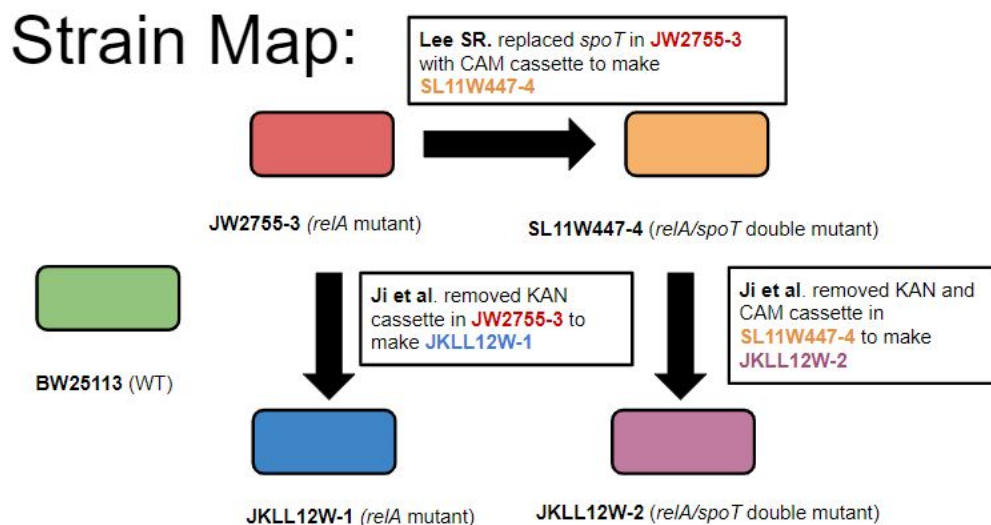 Strain Map:
Lee SR. replaced spoT in JW2755-3
with CAM cassette to make
SL11W447-4
JW2755-3 (relA mutant)
SL11W447-4 (relA/spoT double mutant)
Ji et al. removed KAN
cassette in JW2755-3 to
make JKLL12W-1
Ji et al. removed KAN and
CAM cassette in
SL11W447-4 to make
JKLL12W-2
BW25113 (WT)
JKLL12W-1 (relA mutant)
JKLL12W-2 (relA/spoT double mutant)